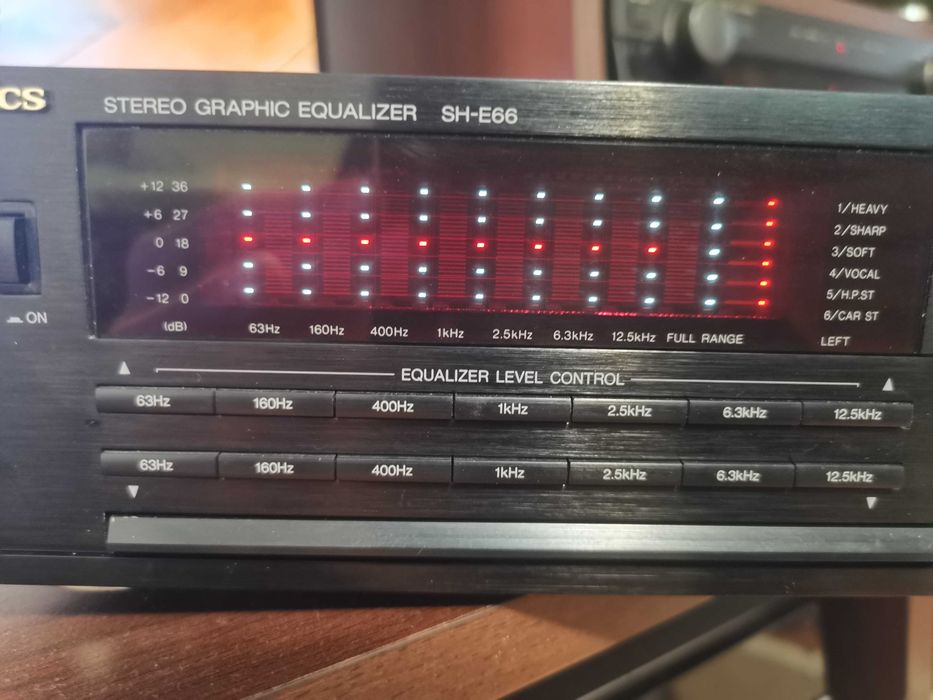 CS
STEREO GRAPHIC EQUALIZER SH-E66
+12 36
+6 27
0 18
-6 9
-12 0
(dB)
63Hz 160Hz 400Hz 1kHz 2.5kHz 6.3kHz 12.5kHz FULL RANGE
1/HEAVY
2/SHARP
3/SOFT
4/VOCAL
5/H.P.ST
6/CAR ST
LEFT
ON
EQUALIZER LEVEL CONTROL
63Hz 160Hz 400Hz 1kHz 2.5kHz 6.3kHz 12.5kHz
63Hz 160Hz 400Hz 1kHz 2.5kHz 6.3kHz 12.5kHz